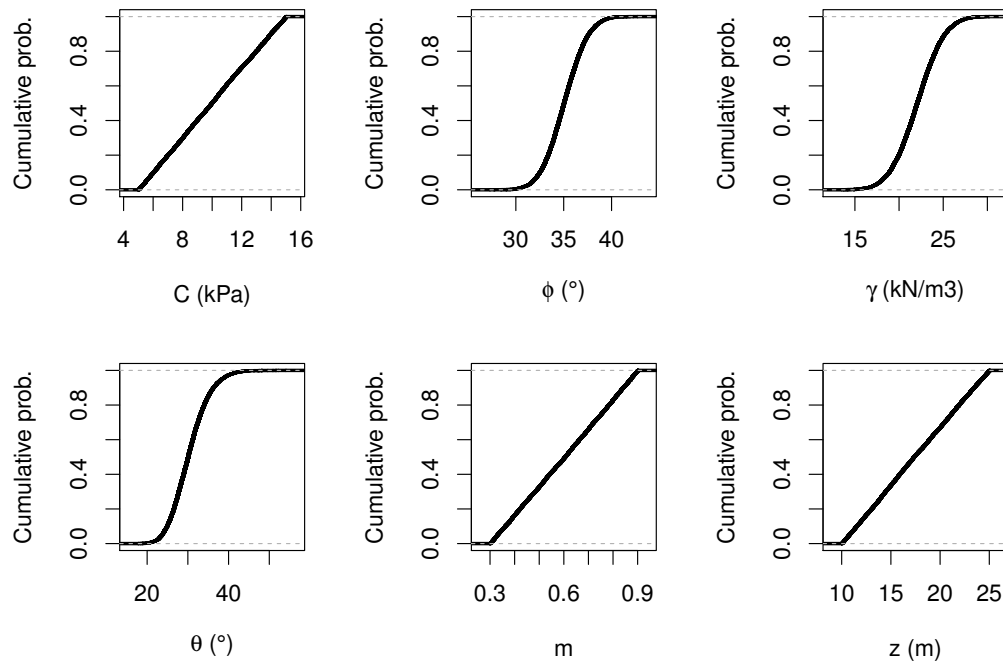 Cumulative prob.
0.0 0.4 0.8
4 8 12 16
C (kPa)
Cumulative prob.
0.0 0.4 0.8
30 35 40
ϕ (°)
Cumulative prob.
0.0 0.4 0.8
15 25
γ (kN/m3)
Cumulative prob.
0.0 0.4 0.8
20 40
θ (°)
Cumulative prob.
0.0 0.4 0.8
0.3 0.6 0.9
m
Cumulative prob.
0.0 0.4 0.8
10 15 20 25
z (m)